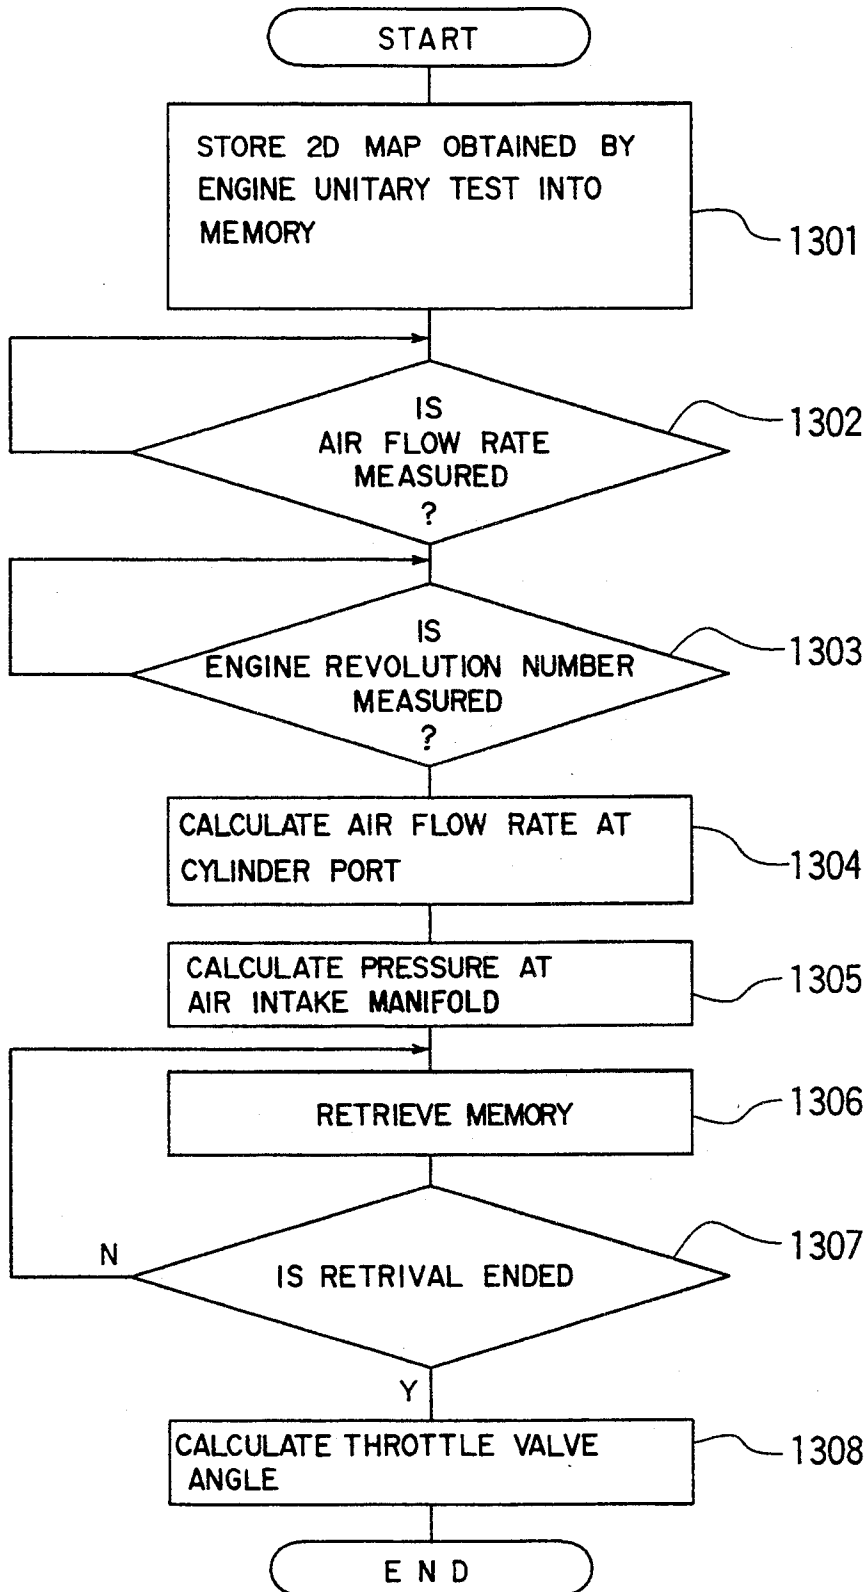 START
STORE 2D MAP OBTAINED BY
ENGINE UNITARY TEST INTO
MEMORY
1301
IS
AIR FLOW RATE
MEASURED
?
1302
IS
ENGINE REVOLUTION NUMBER
MEASURED
?
1303
CALCULATE AIR FLOW RATE AT
CYLINDER PORT
1304
CALCULATE PRESSURE AT
AIR INTAKE MANIFOLD
1305
RETRIEVE MEMORY
1306
N
IS RETRIVAL ENDED
1307
Y
CALCULATE THROTTLE VALVE
ANGLE
1308
END